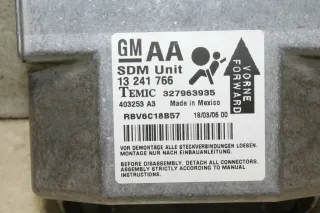 GM AA
SDM Unit
13 241 766
TEMIC 327963935
403253 A3 Made in Mexico
RBV6C18B57 18/03/06 00
VORNE
FORWARD
VOR DEMONTAGE ALLE STECKVERBINDUNGEN LOESEN.
MONTAGE NUR NACH EINBAUANLEITUNG.
BEFORE DISASSEMBLY. DETACH ALL CONNECTORS.
ASSEMBLY STRICTLY ACCORDING TO MANUAL
INSTRUCTIONS.